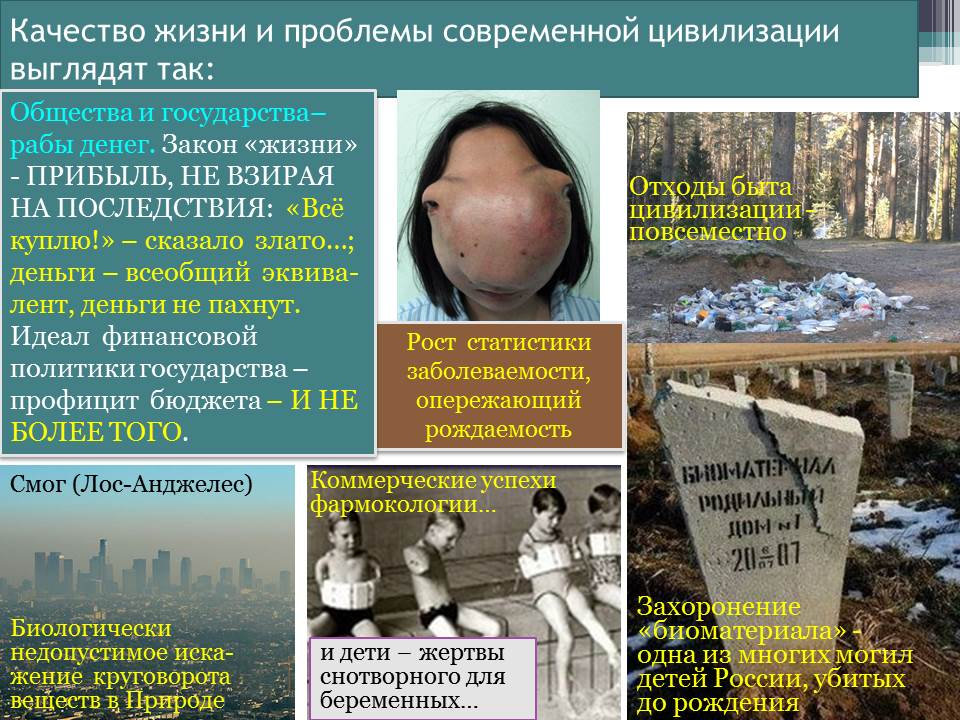 Качество жизни и проблемы современной цивилизации
выглядят так:
Общества и государства–
рабы денег. Закон «жизни»
- ПРИБЫЛЬ, НЕ ВЗИРАЯ
НА ПОСЛЕДСТВИЯ: «Всё
куплю!» – сказало злато…;
деньги – всеобщий эквива-
лент, деньги не пахнут.
Идеал финансовой
политики государства –
профицит бюджета – И НЕ
БОЛЕЕ ТОГО.
Рост статистики
заболеваемости,
опережающий
рождаемость
Отходы быта
цивилизации -
повсеместно
Смог (Лос-Анджелес)
Биологически
недопустимое иска-
жение круговорота
веществ в Природе
Коммерческие успехи
фармокологии…
и дети – жертвы
снотворного для
беременных…
БИОМАТЕРИАЛ
РОДИЛЬНЫЙ
ДОМ №1
20 6/07 07
Захоронение
«биоматериала» -
одна из многих могил
детей России, убитых
до рождения